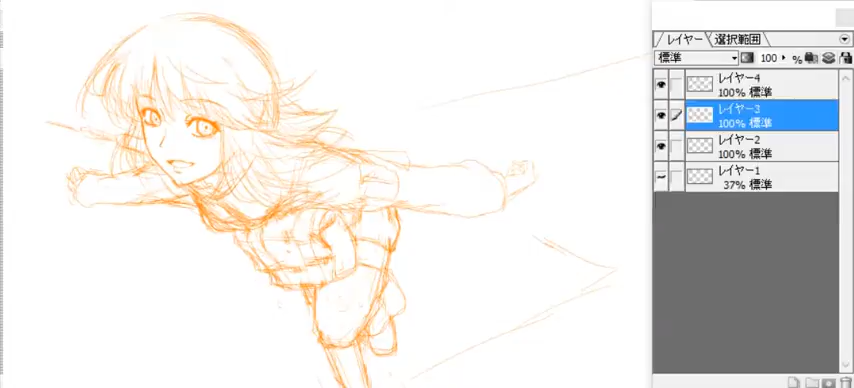 レイヤー 選択範囲
標準 100 %
レイヤー4
100% 標準
レイヤー3
100% 標準
レイヤー2
100% 標準
レイヤー1
37% 標準